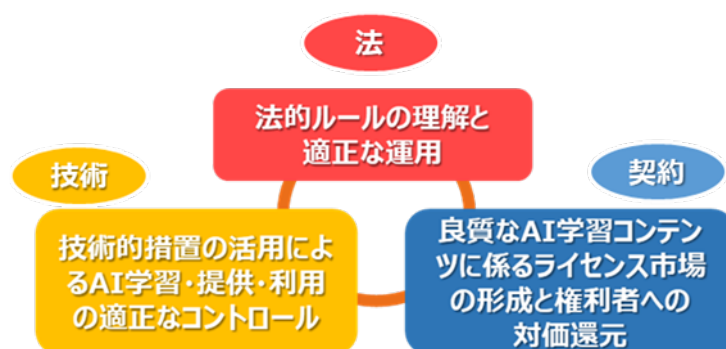 法
法的ルールの理解と
適正な運用
技術
技術的措置の活用によ
るAI学習・提供・利用
の適正なコントロール
契約
良質なAI学習コンテン
ツに係るライセンス市場
の形成と権利者への
対価還元